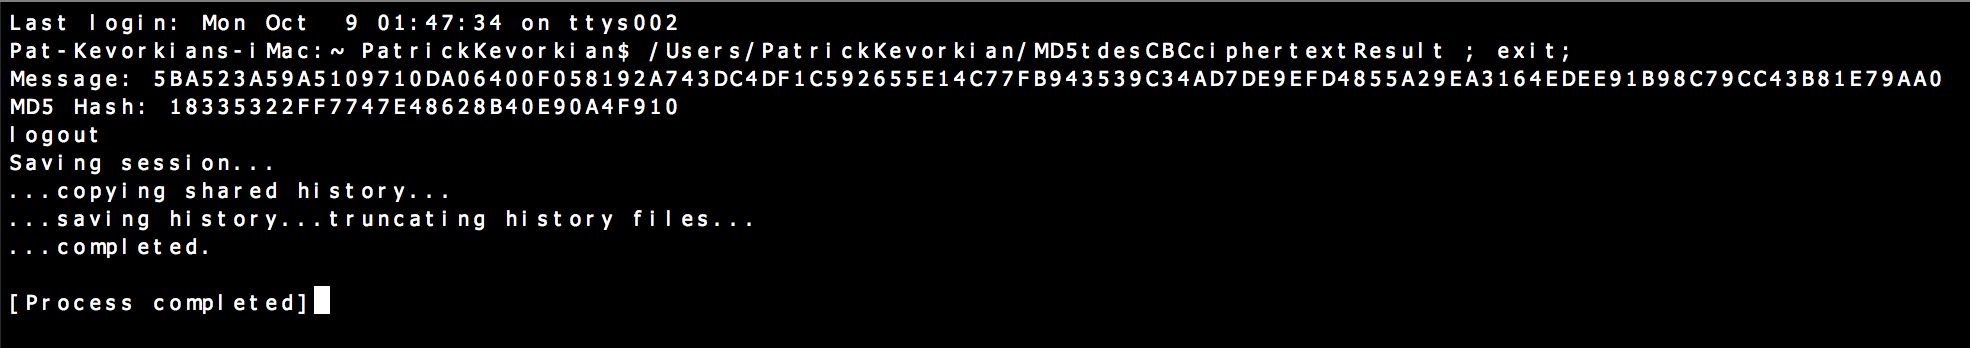 Last login: Mon Oct  9 01:47:34 on ttys002
Pat-Kevorkians-iMac:~ PatrickKevorkian$ /Users/PatrickKevorkian/MD5tdesCBCciphertextResult ; exit;
Message: 5BA523A59A5109710DA06400F058192A743DC4DF1C592655E14C77FB943539C34AD7DE9EFD4855A29EA3164EDEE91B98C79CC43B81E79AA0
MD5 Hash: 18335322FF7747E48628B40E90A4F910
logout
Saving session...
...copying shared history...
...saving history...truncating history files...
...completed.
[Process completed]